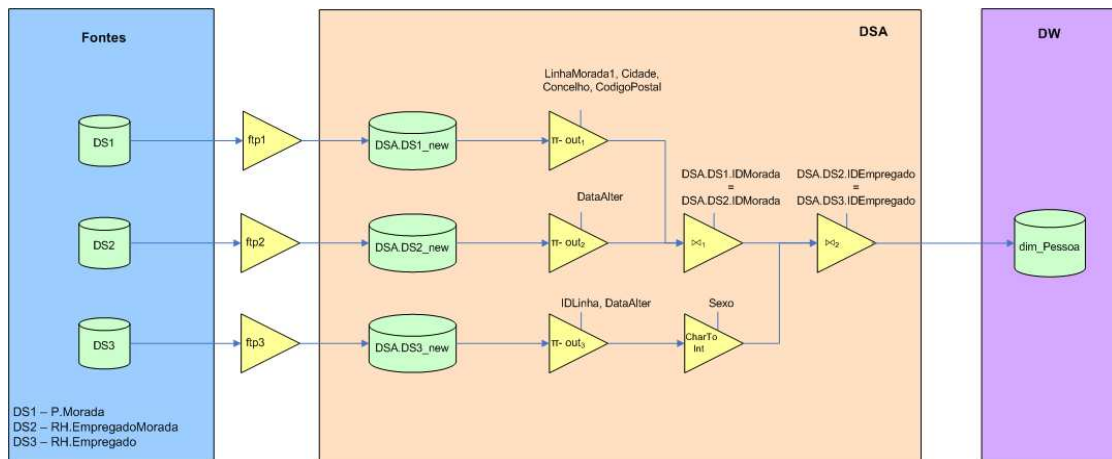 Fontes
DSA
DW
LinhaMorada1, Cidade,
Concelho, CodigoPostal
DS1
ftp1
DSA.DS1_new
π- out₁
DSA.DS1.IDMorada
=
DSA.DS2.IDMorada
DSA.DS2.IDEmpregado
=
DSA.DS3.IDEmpregado
DataAlter
DS2
ftp2
DSA.DS2_new
π- out₂
⋈₁
⋈₂
dim_Pessoa
IDLinha, DataAlter
Sexo
DS3
ftp3
DSA.DS3_new
π- out₃
CharTo
Int
DS1 – P.Morada
DS2 – RH.EmpregadoMorada
DS3 – RH.Empregado